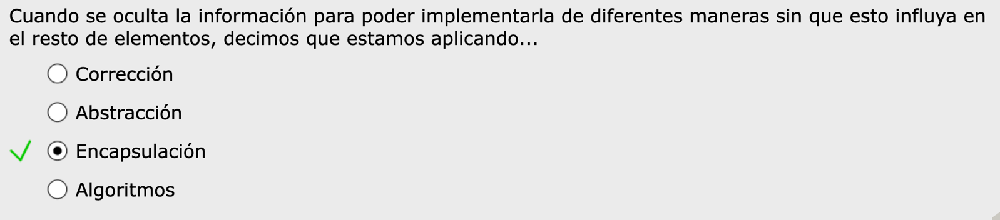 Cuando se oculta la información para poder implementarla de diferentes maneras sin que esto influya en
el resto de elementos, decimos que estamos aplicando...
Corrección
Abstracción
Encapsulación
Algoritmos